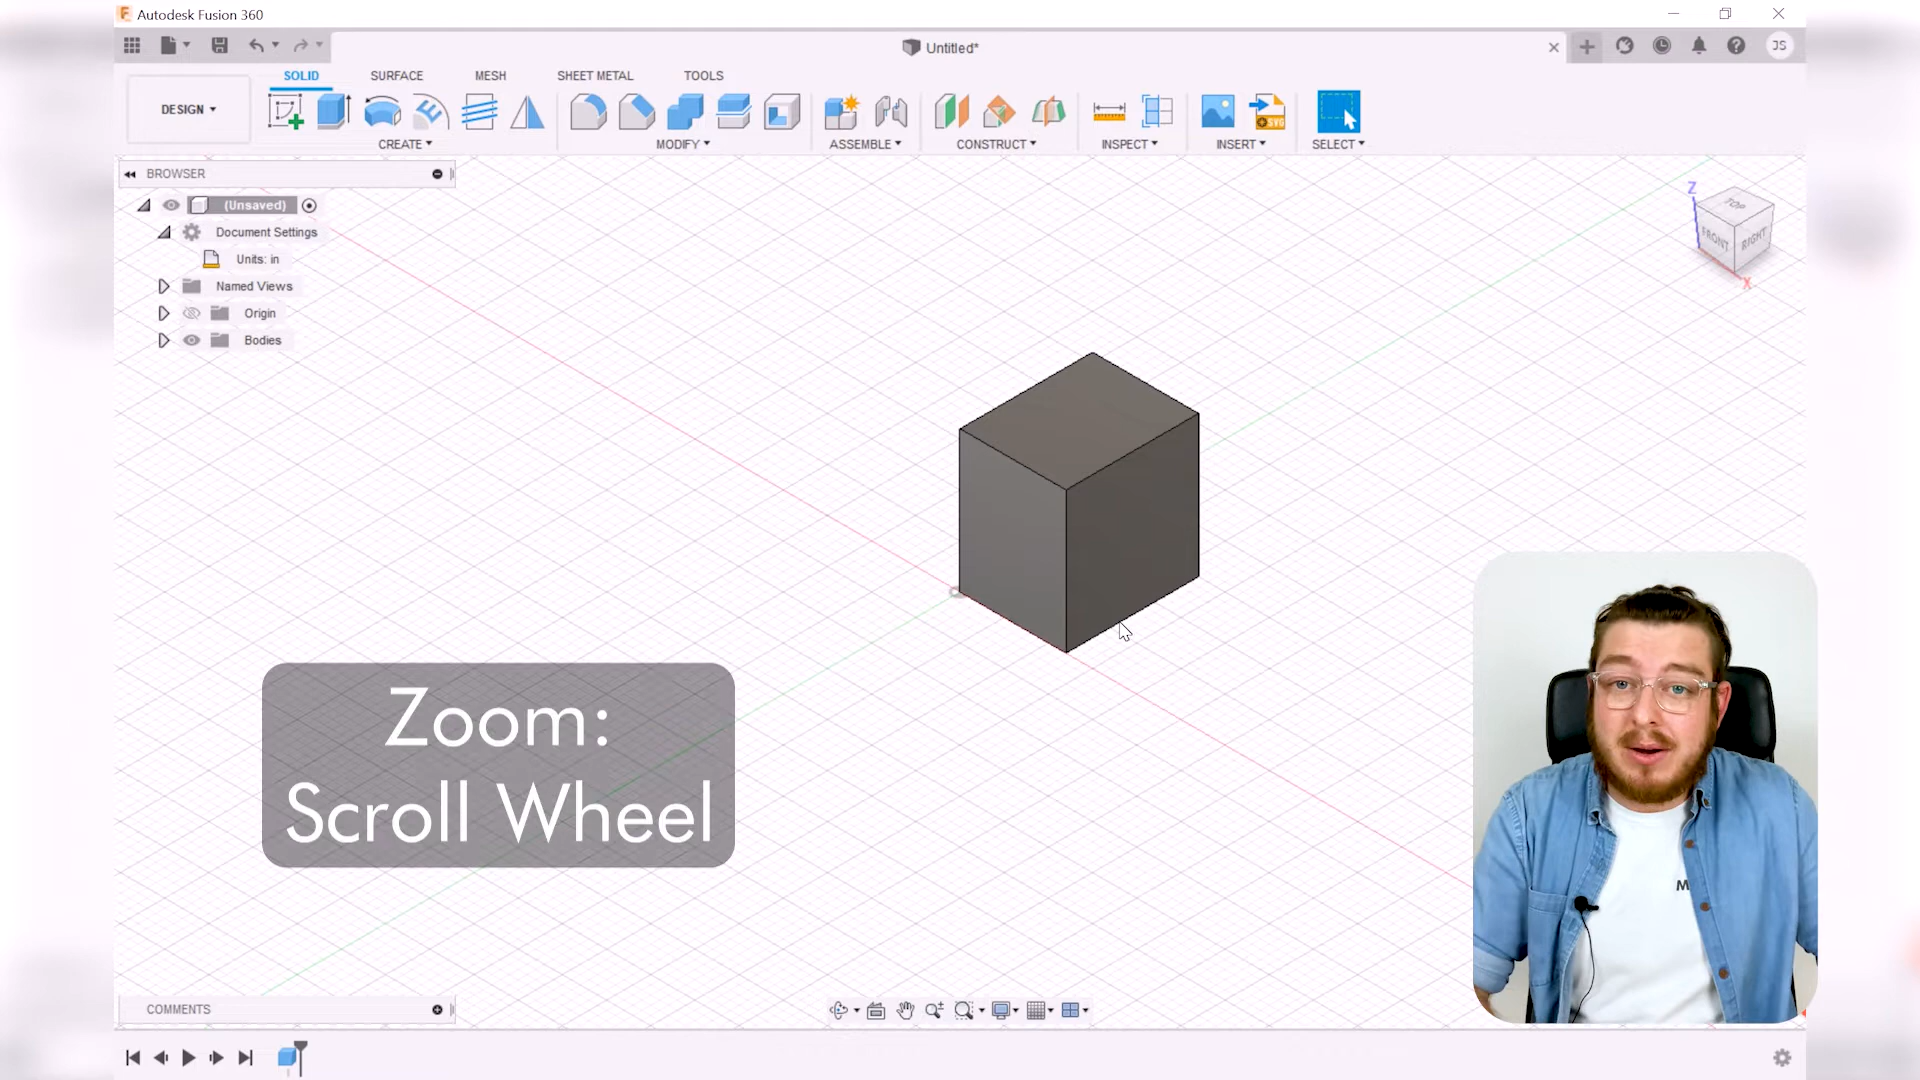 Autodesk Fusion 360
Untitled*
JS
SOLID
SURFACE
MESH
SHEET METAL
TOOLS
DESIGN
CREATE
MODIFY
ASSEMBLE
CONSTRUCT
INSPECT
INSERT
SELECT
SVG
BROWSER
(Unsaved)
Document Settings
Units: in
Named Views
Origin
Bodies
Z
TOP
FRONT
RIGHT
X
Zoom:
Scroll Wheel
M
COMMENTS